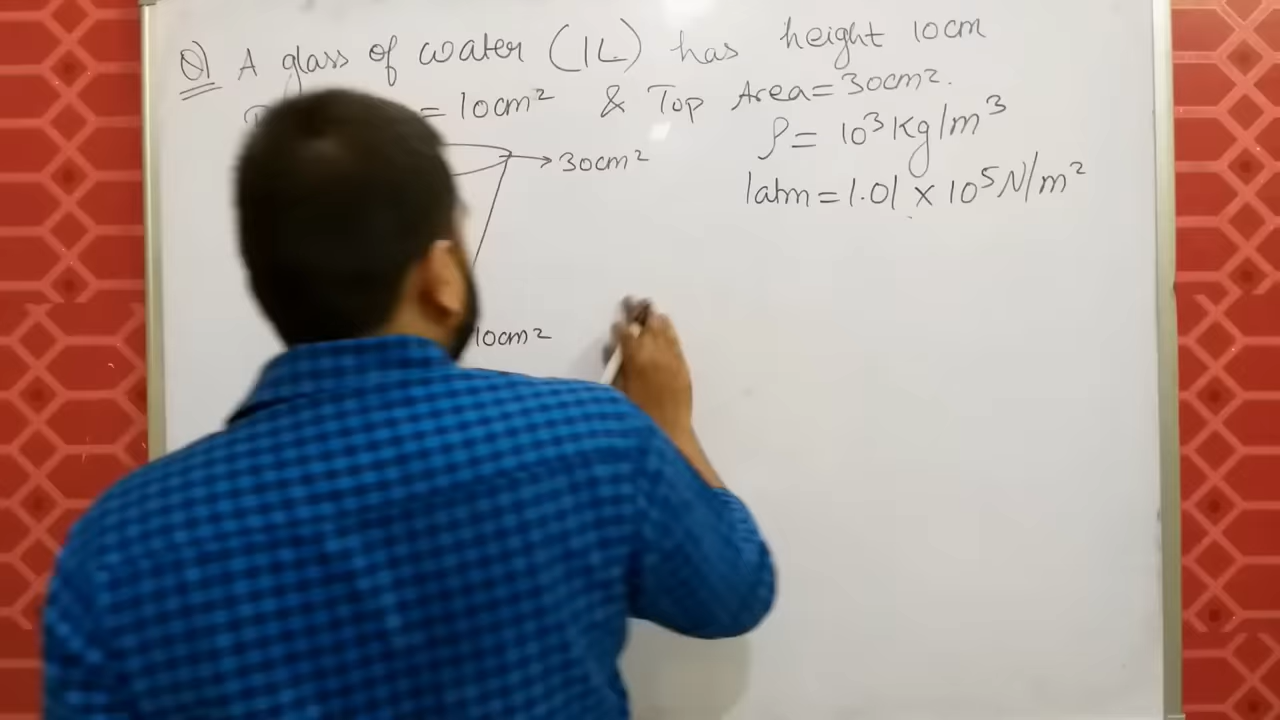 Q1 A glass of water (1L) has height 10cm
= 10cm² & Top Area = 30cm².
ρ = 10³ Kg/m³
30cm²
1atm = 1.01 × 10⁵ N/m²
10cm²